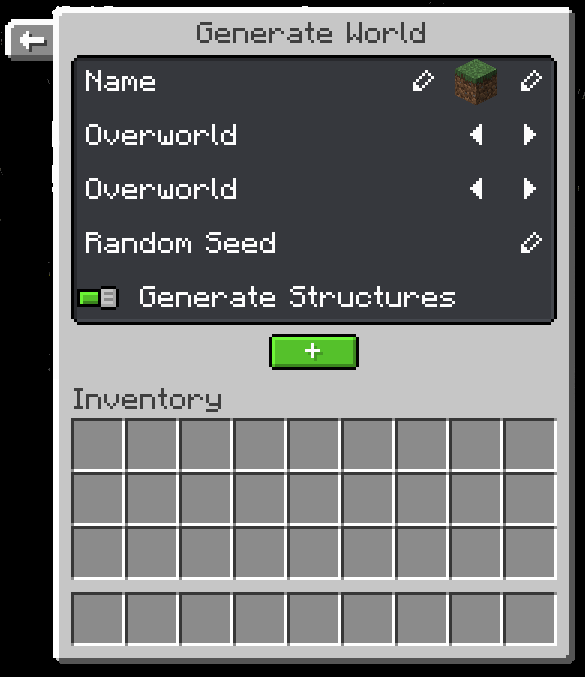 Generate World
Name
Overworld
Overworld
Random Seed
Generate Structures
+
Inventory